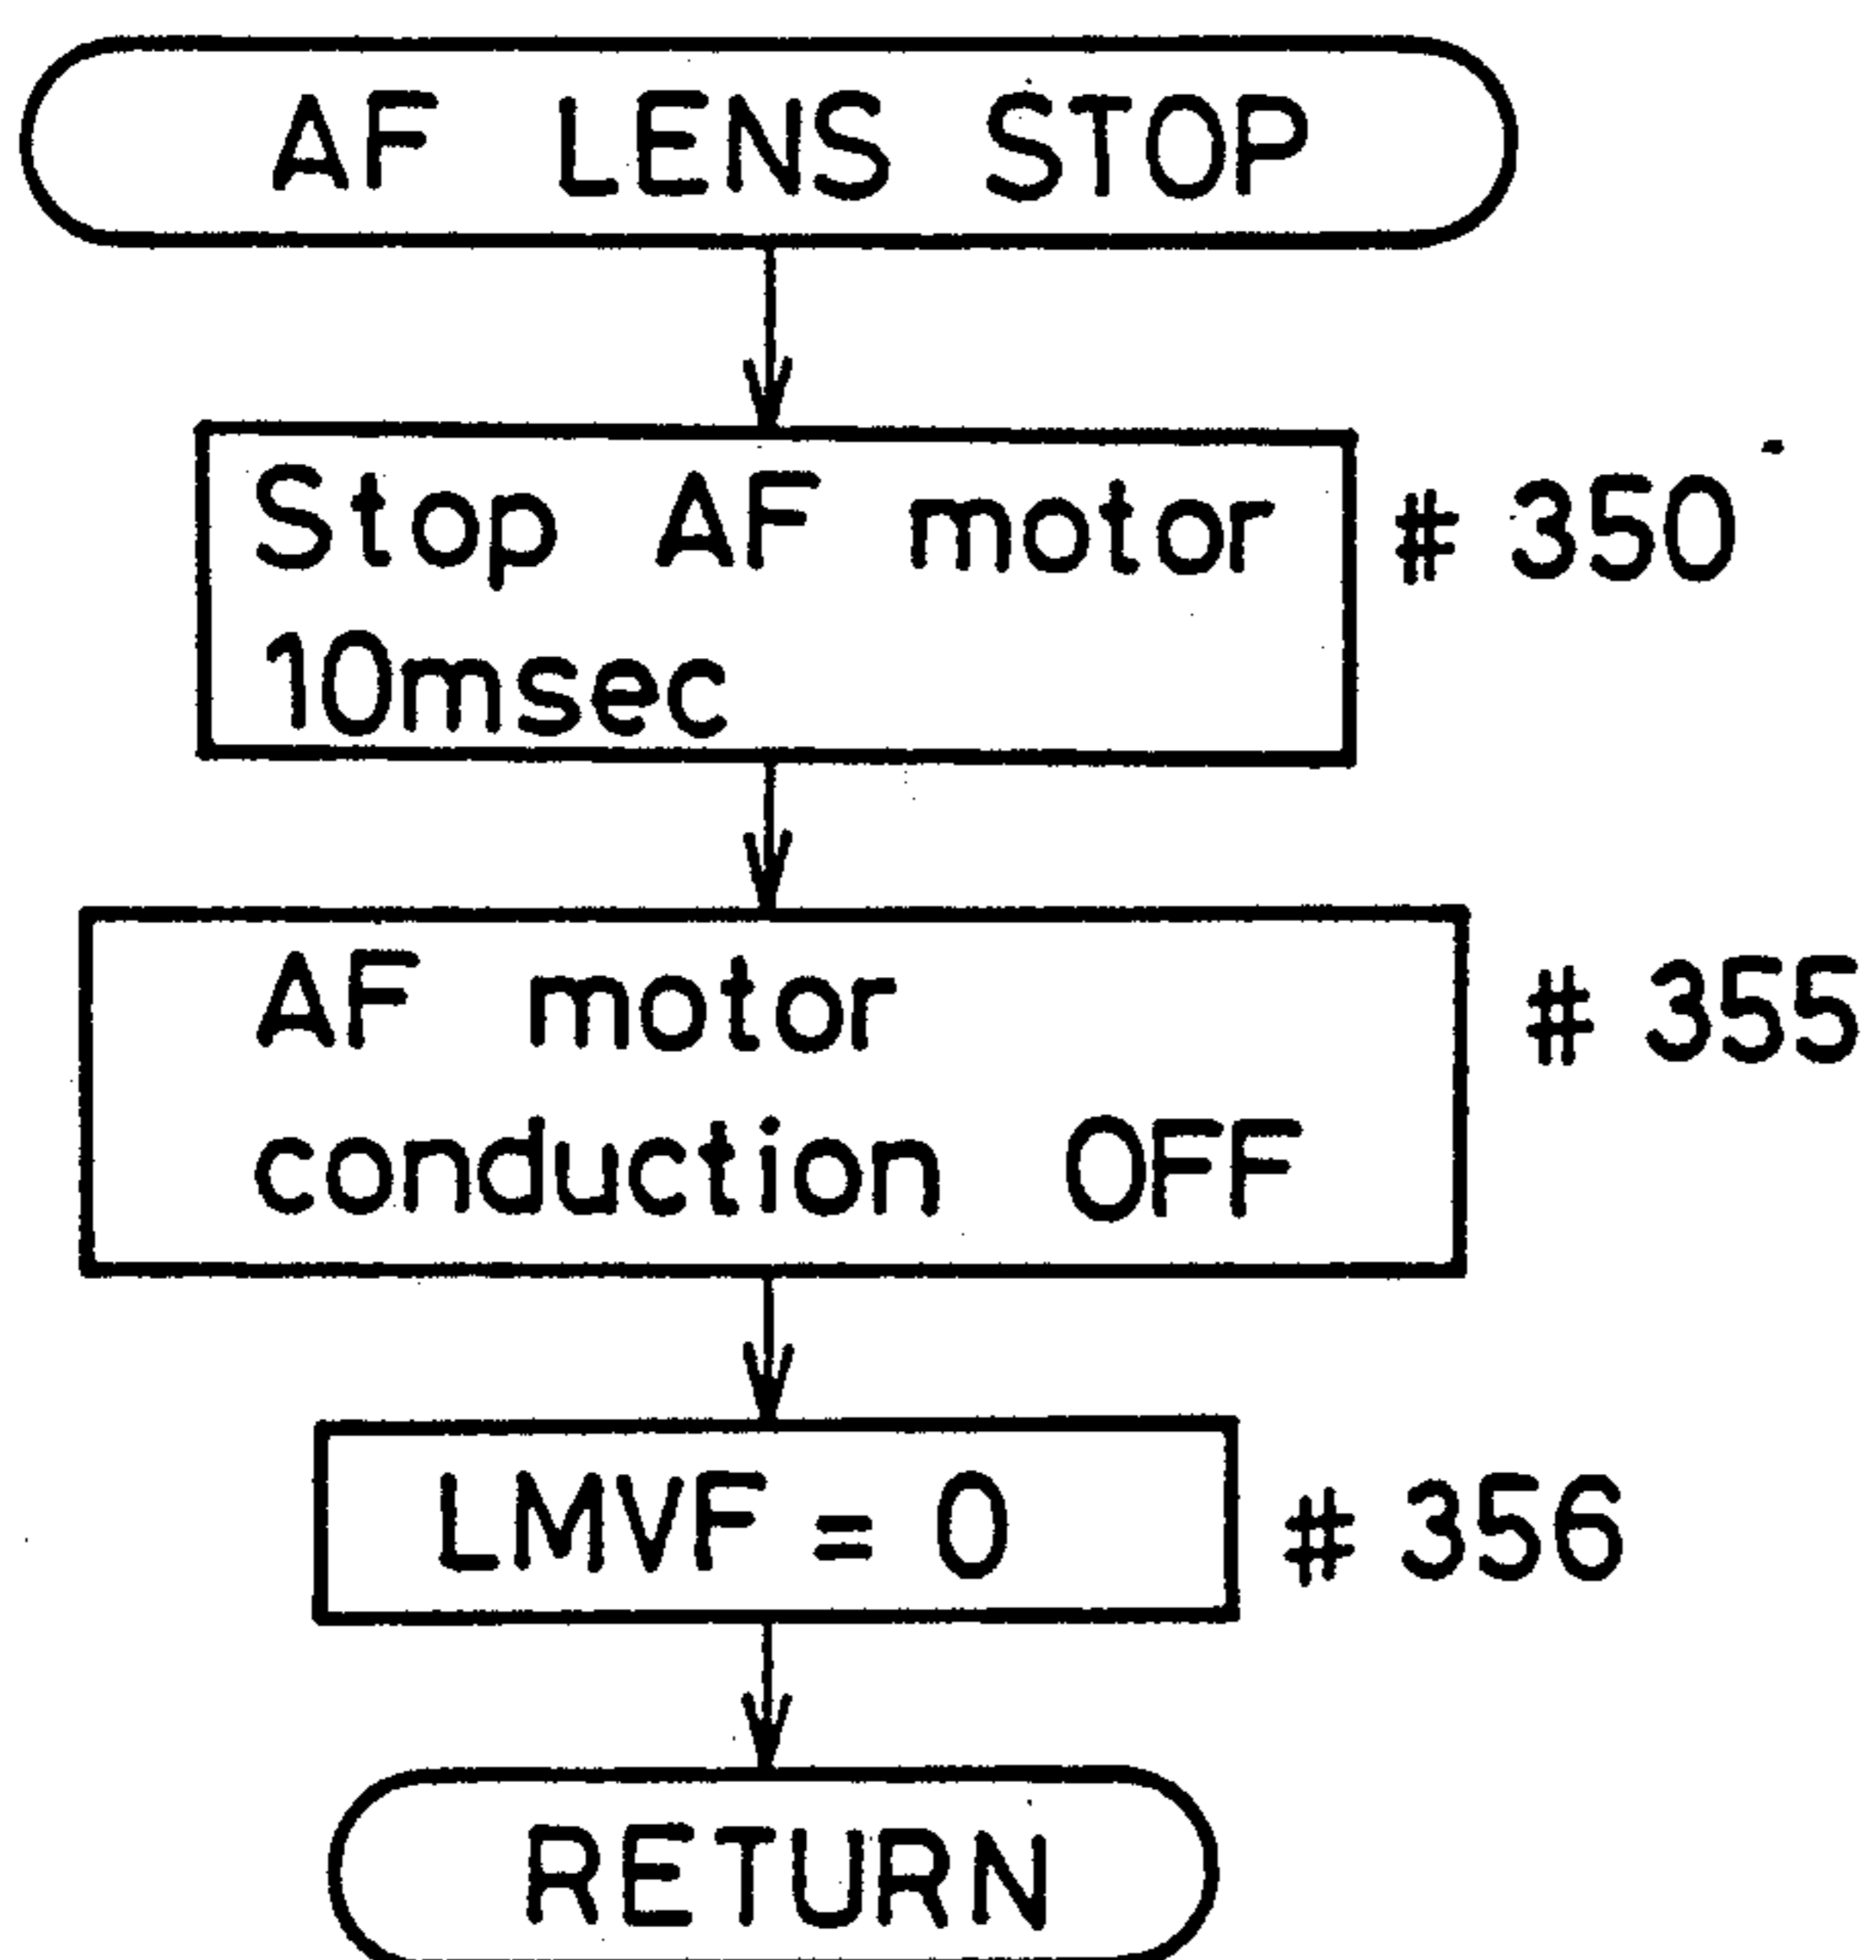 AF LENS STOP
Stop AF motor # 350
10msec
AF motor # 355
conduction OFF
LMVF = 0 # 356
RETURN